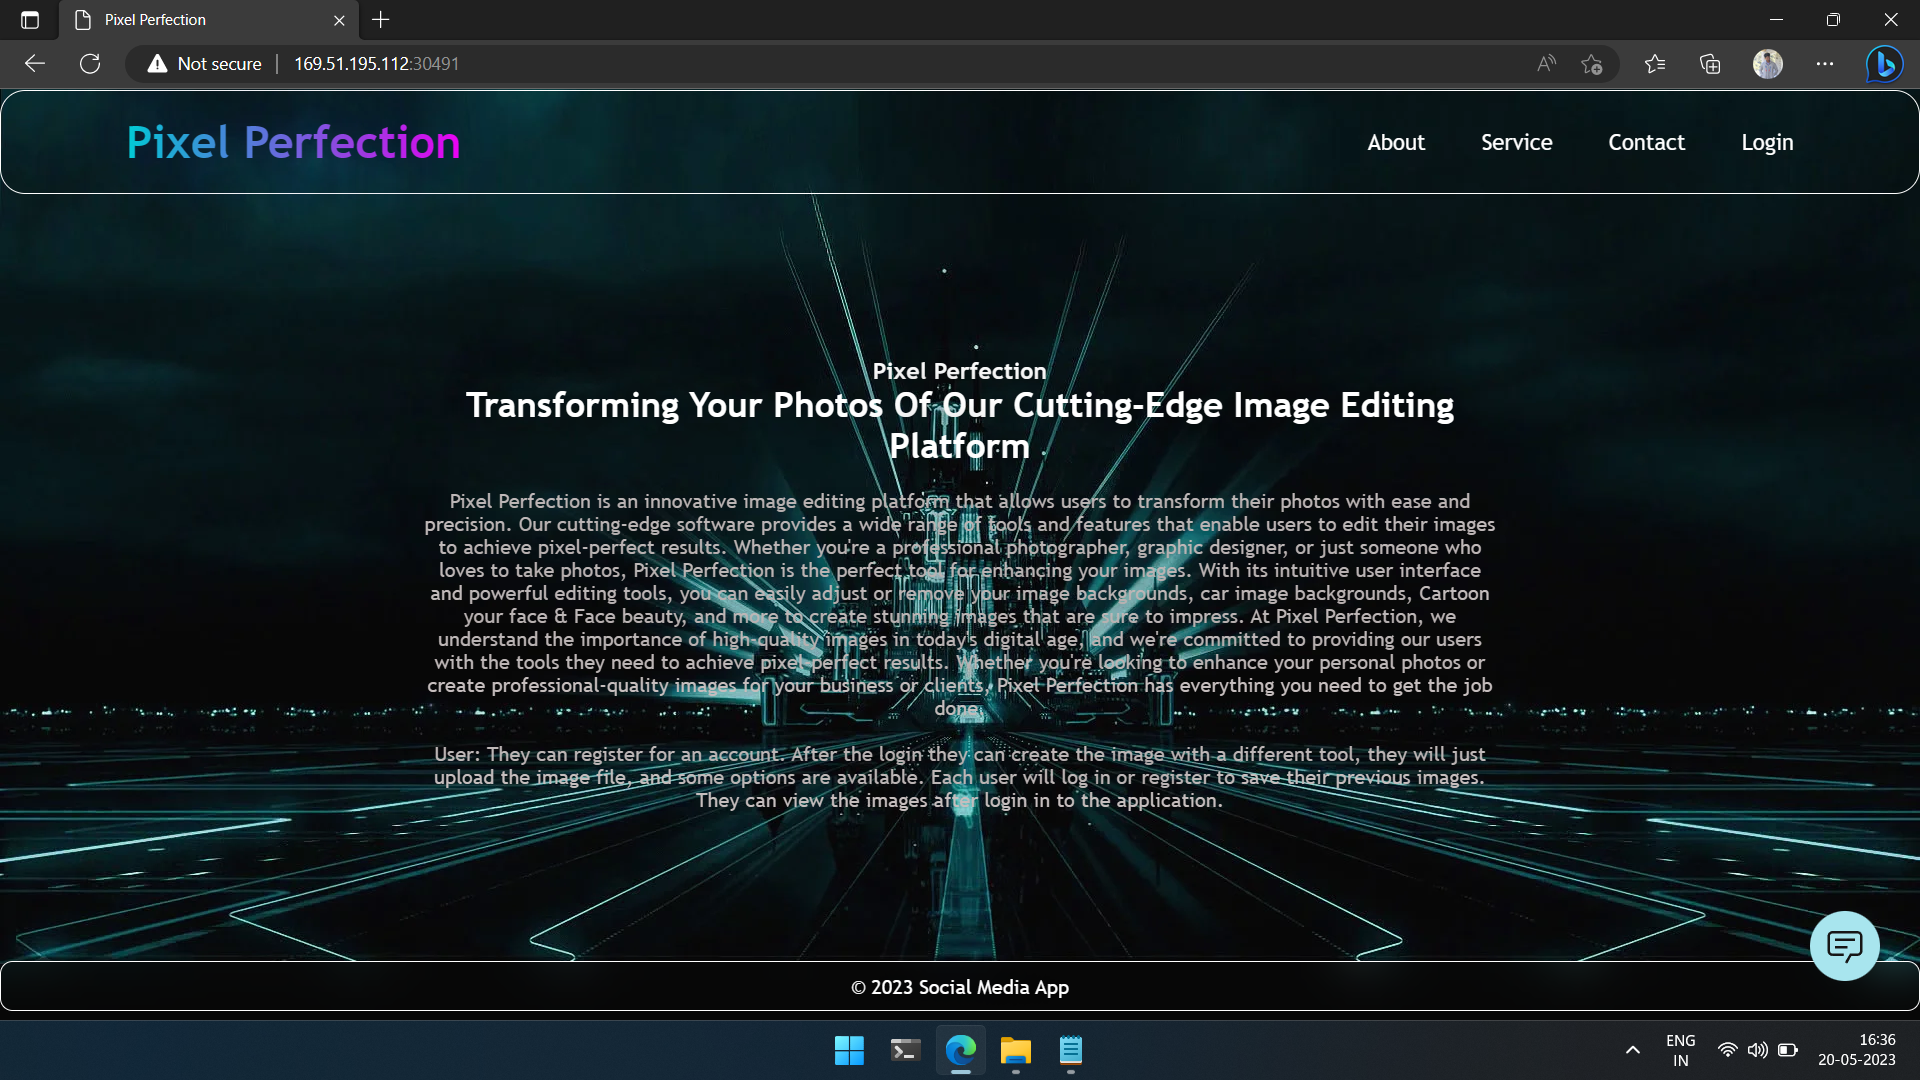 Pixel Perfection
Not secure
169.51.195.112:30491
Pixel Perfection
About Service Contact Login
Pixel Perfection
Transforming Your Photos Of Our Cutting-Edge Image Editing
Platform
Pixel Perfection is an innovative image editing platform that allows users to transform their photos with ease and
precision. Our cutting-edge software provides a wide range of tools and features that enable users to edit their images
to achieve pixel-perfect results. Whether you're a professional photographer, graphic designer, or just someone who
loves to take photos, Pixel Perfection is the perfect tool for enhancing your images. With its intuitive user interface
and powerful editing tools, you can easily adjust or remove your image backgrounds, car image backgrounds, Cartoon
your face & Face beauty, and more to create stunning images that are sure to impress. At Pixel Perfection, we
understand the importance of high-quality images in today's digital age, and we're committed to providing our users
with the tools they need to achieve pixel-perfect results. Whether you're looking to enhance your personal photos or
create professional-quality images for your business or clients, Pixel Perfection has everything you need to get the job
done.
User: They can register for an account. After the login they can create the image with a different tool, they will just
upload the image file, and some options are available. Each user will log in or register to save their previous images.
They can view the images after login in to the application.
© 2023 Social Media App
ENG
IN
16:36
20-05-2023